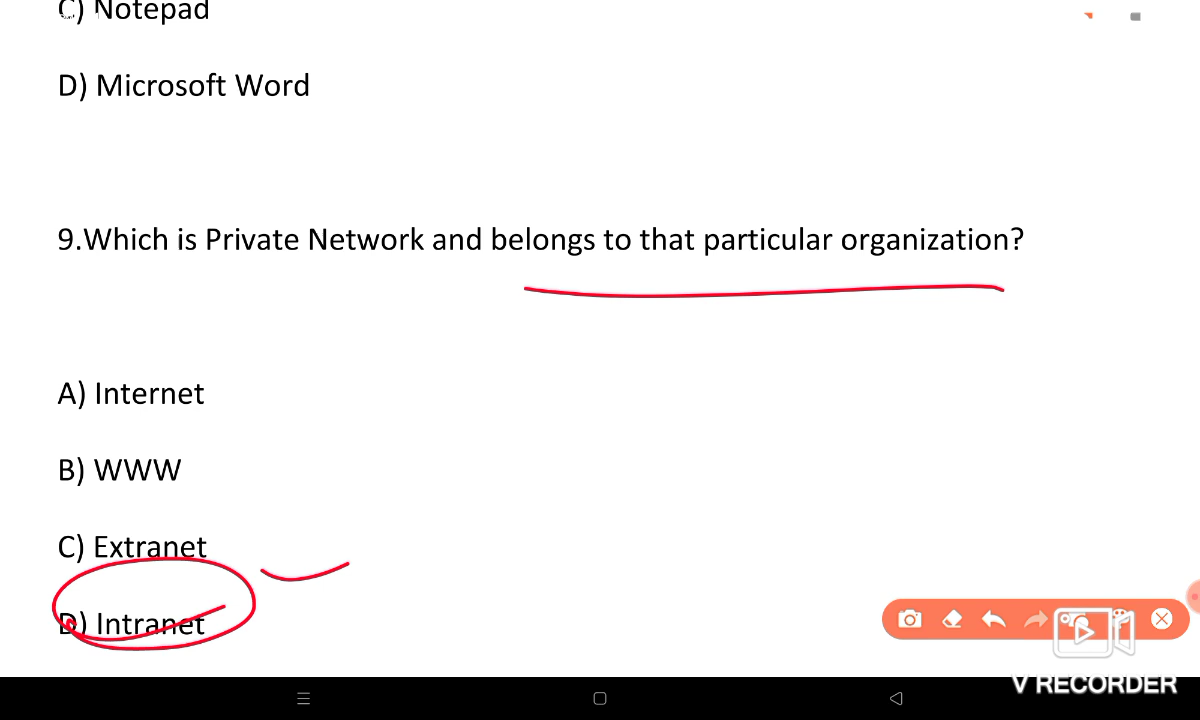 C) Notepad
D) Microsoft Word
9.Which is Private Network and belongs to that particular organization?
A) Internet
B) WWW
C) Extranet
D) Intranet
V RECORDER